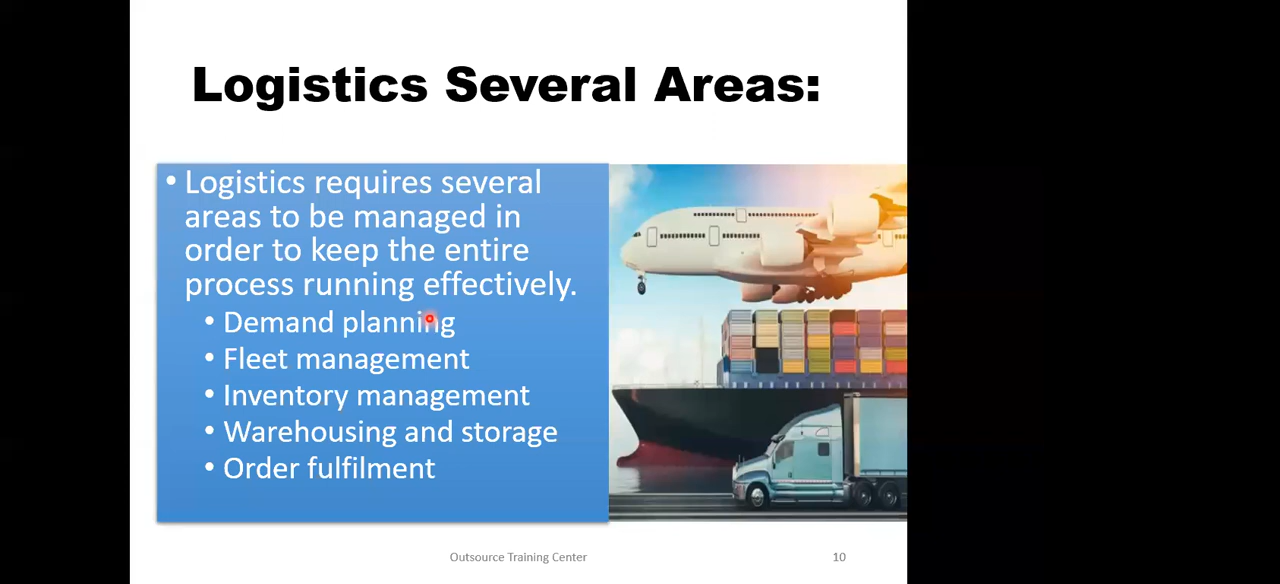 Logistics Several Areas:
• Logistics requires several
areas to be managed in
order to keep the entire
process running effectively.
• Demand planning
• Fleet management
• Inventory management
• Warehousing and storage
• Order fulfilment
Outsource Training Center
10